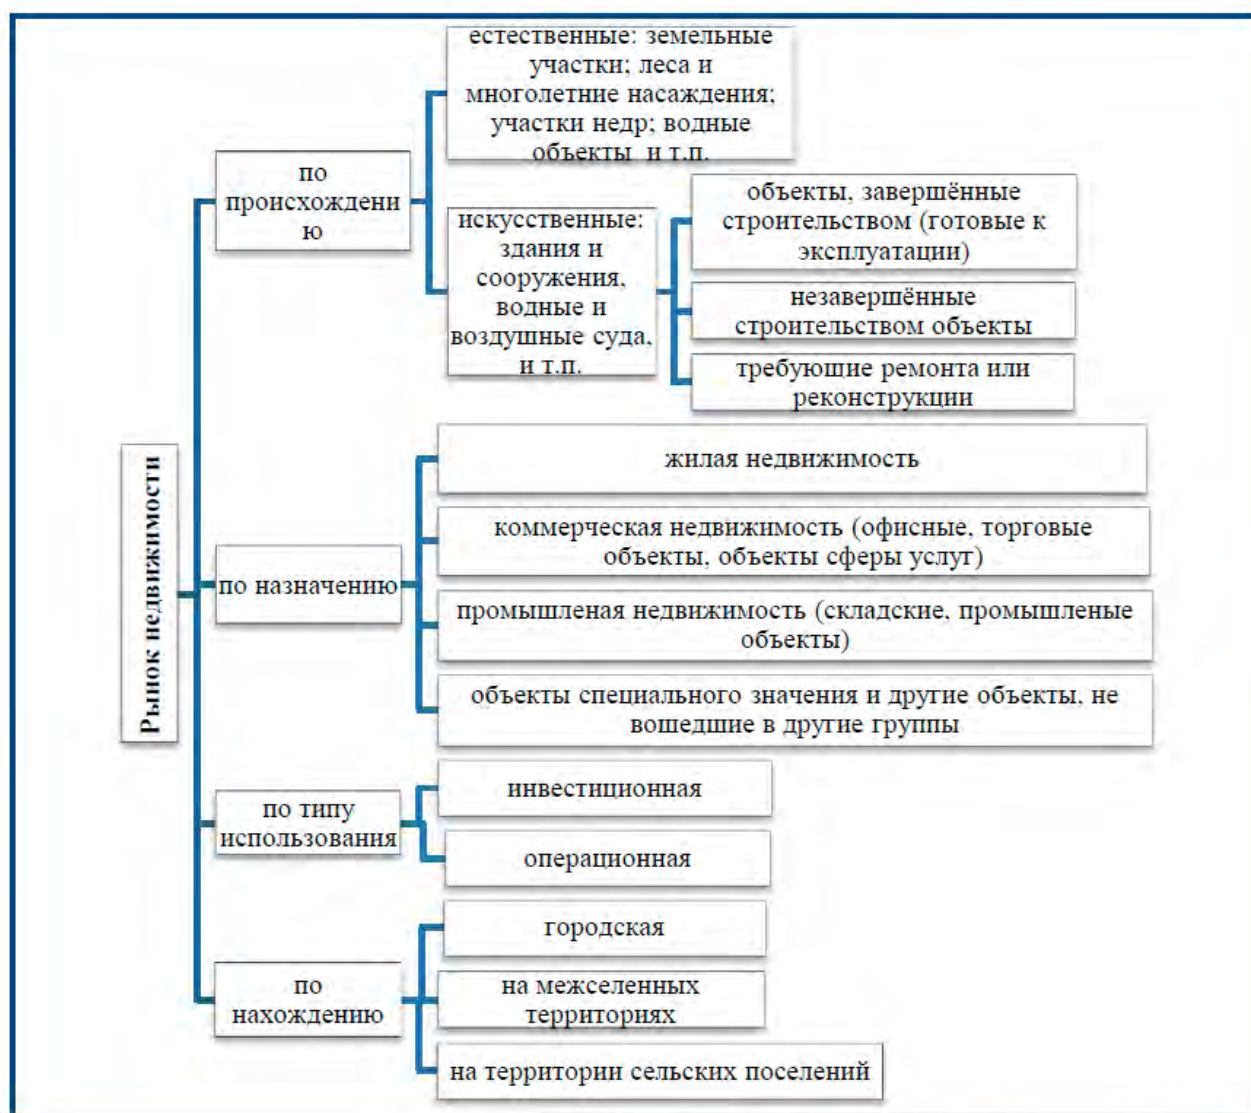 Рынок недвижимости
по
происхождени
ю
естественные: земельные
участки; леса и
многолетние насаждения;
участки недр; водные
объекты и т.п.
искусственные:
здания и
сооружения,
водные и
воздушные суда,
и т.п.
объекты, завершённые
строительством (готовые к
эксплуатации)
незавершённые
строительством объекты
требующие ремонта или
реконструкции
по назначению
жилая недвижимость
коммерческая недвижимость (офисные, торговые
объекты, объекты сферы услуг)
промышленая недвижимость (складские, промышленые
объекты)
объекты специального значения и другие объекты, не
вошедшие в другие группы
по типу
использования
инвестиционная
операционная
по
нахождению
городская
на межселенных
территориях
на территории сельских поселений